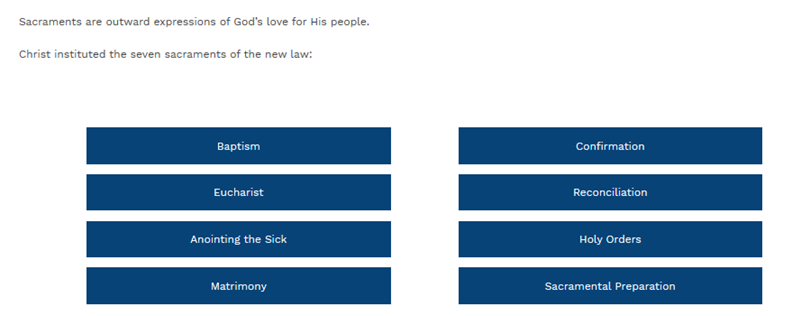 Sacraments are outward expressions of God’s love for His people.
Christ instituted the seven sacraments of the new law:
Baptism
Confirmation
Eucharist
Reconciliation
Anointing the Sick
Holy Orders
Matrimony
Sacramental Preparation